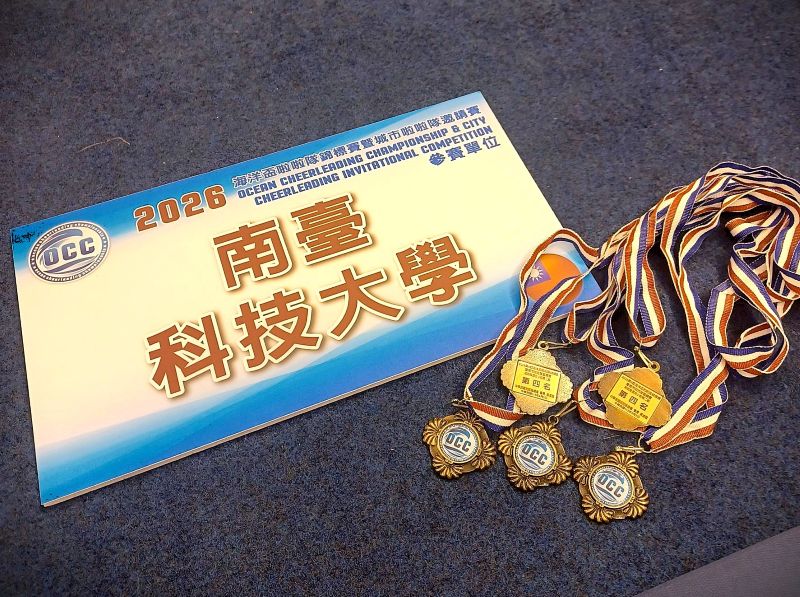 2026
海洋盃啦啦隊錦標賽暨城市啦啦隊邀請賽
OCEAN CHEERLEADING CHAMPIONSHIP & CITY
CHEERLEADING INVITATIONAL COMPETITION
參賽單位
OCC
南臺
科技大學
第四名
第四名
OCC
OCC
OCC